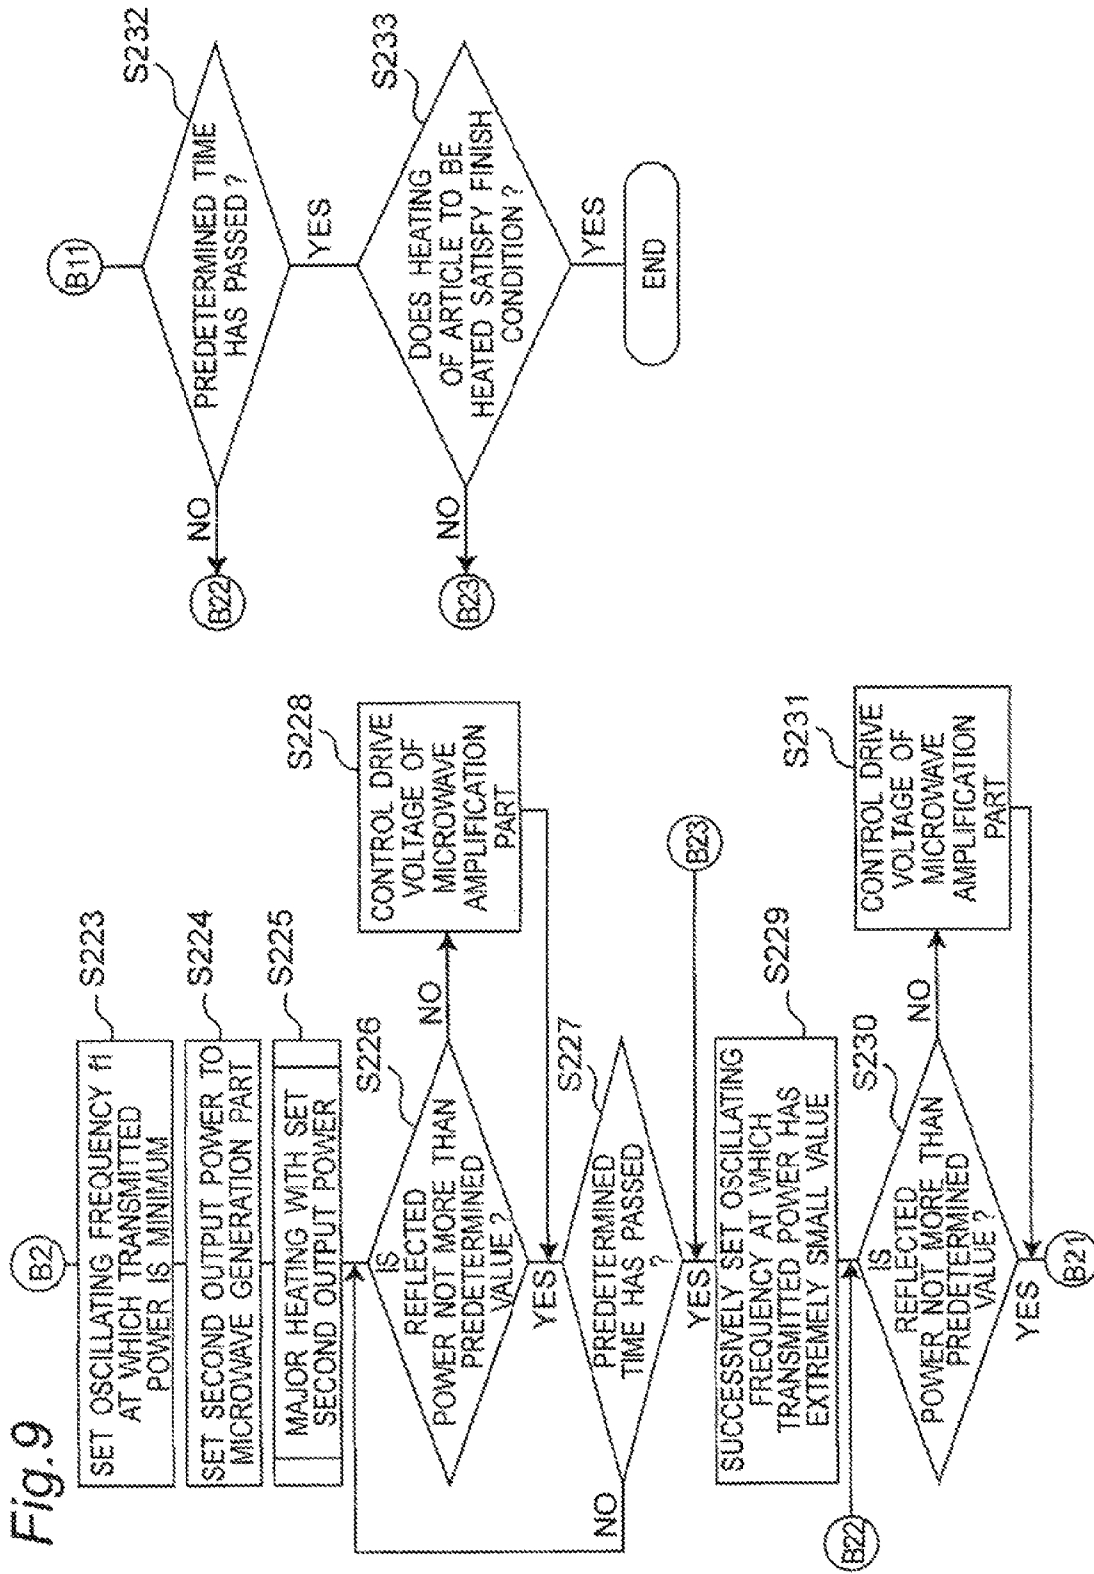 Fig.9
B2
SET OSCILLATING FREQUENCY f1
AT WHICH TRANSMITTED
POWER IS MINIMUM
S223
SET SECOND OUTPUT POWER TO
MICROWAVE GENERATION PART
S224
MAJOR HEATING WITH SET
SECOND OUTPUT POWER
S225
IS
REFLECTED
POWER NOT MORE THAN
PREDETERMINED
VALUE?
S226
NO
CONTROL DRIVE
VOLTAGE OF
MICROWAVE
AMPLIFICATION
PART
S228
YES
PREDETERMINED
TIME HAS PASSED
?
S227
NO
YES
B23
SUCCESSIVELY SET OSCILLATING
FREQUENCY AT WHICH
TRANSMITTED POWER HAS
EXTREMELY SMALL VALUE
S229
B22
IS
REFLECTED
POWER NOT MORE THAN
PREDETERMINED
VALUE?
S230
NO
CONTROL DRIVE
VOLTAGE OF
MICROWAVE
AMPLIFICATION
PART
S231
YES
B21
B11
PREDETERMINED TIME
HAS PASSED?
S232
NO
B22
YES
DOES HEATING
OF ARTICLE TO BE
HEATED SATISFY FINISH
CONDITION?
S233
NO
B23
YES
END